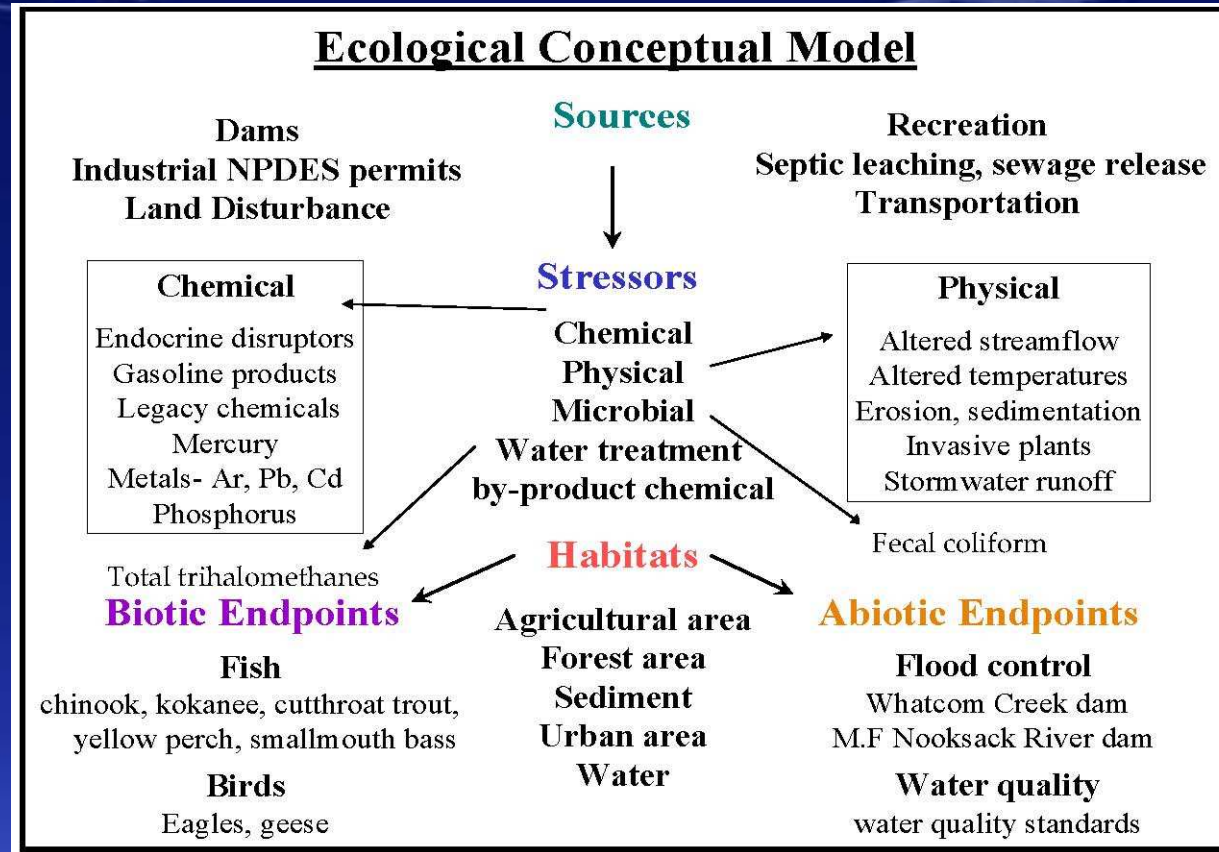 Ecological Conceptual Model
Sources
Dams
Industrial NPDES permits
Land Disturbance
Recreation
Septic leaching, sewage release
Transportation
Stressors
Chemical
Physical
Microbial
Water treatment
by-product chemical
Chemical
Endocrine disruptors
Gasoline products
Legacy chemicals
Mercury
Metals- Ar, Pb, Cd
Phosphorus
Physical
Altered streamflow
Altered temperatures
Erosion, sedimentation
Invasive plants
Stormwater runoff
Total trihalomethanes
Fecal coliform
Habitats
Agricultural area
Forest area
Sediment
Urban area
Water
Biotic Endpoints
Fish
chinook, kokanee, cutthroat trout,
yellow perch, smallmouth bass
Birds
Eagles, geese
Abiotic Endpoints
Flood control
Whatcom Creek dam
M.F Nooksack River dam
Water quality
water quality standards